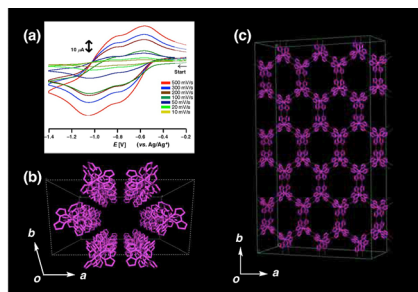 (a)
10 µA
Start
500 mV/s
300 mV/s
200 mV/s
100 mV/s
50 mV/s
20 mV/s
10 mV/s
−1.4 −1.2 −1.0 −0.8 −0.6 −0.4 −0.2
E [V] (vs. Ag/Ag⁺)
(b)
b
o
a
(c)
b
o
a